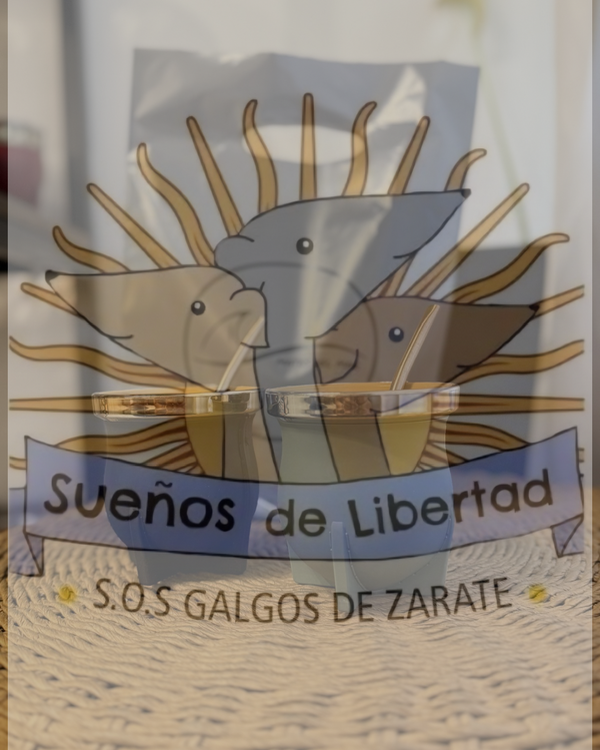 Sueños de Libertad
S.O.S GALGOS DE ZARATE